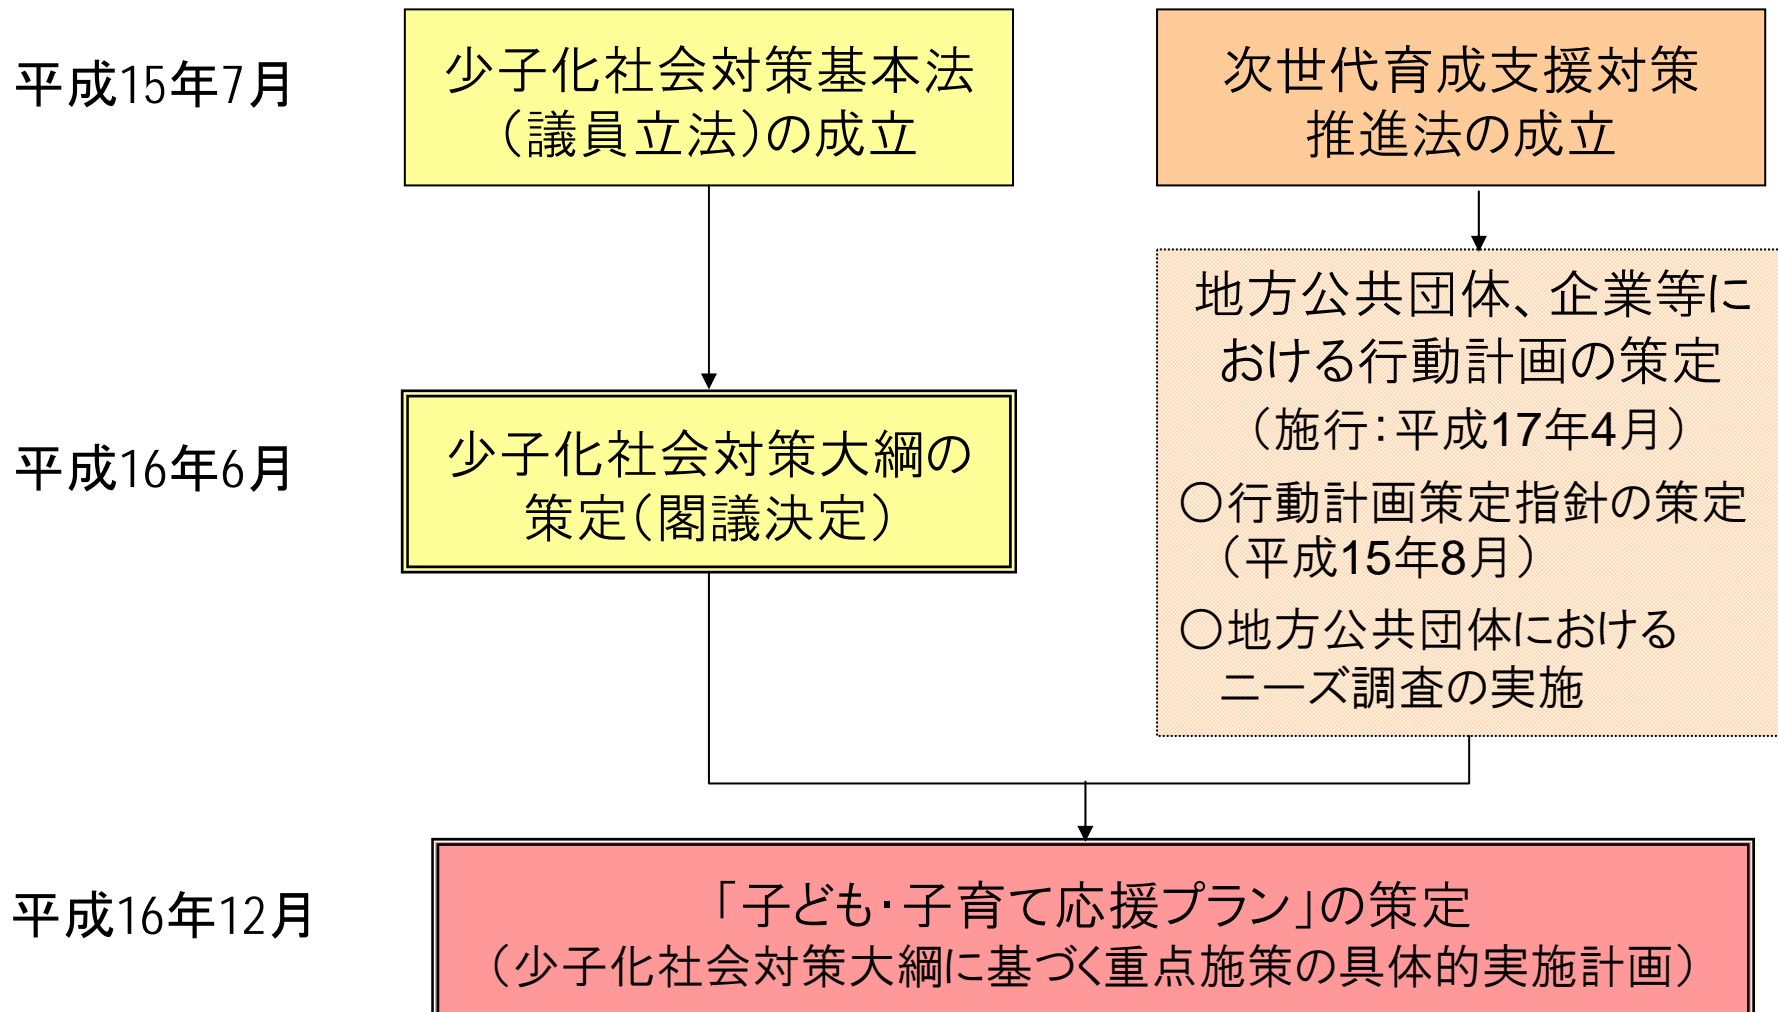 平成15年7月
少子化社会対策基本法
（議員立法）の成立
次世代育成支援対策
推進法の成立
地方公共団体、企業等に
おける行動計画の策定
（施行：平成17年4月）
○行動計画策定指針の策定
（平成15年8月）
○地方公共団体における
ニーズ調査の実施
平成16年6月
少子化社会対策大綱の
策定（閣議決定）
平成16年12月
「子ども・子育て応援プラン」の策定
（少子化社会対策大綱に基づく重点施策の具体的実施計画）